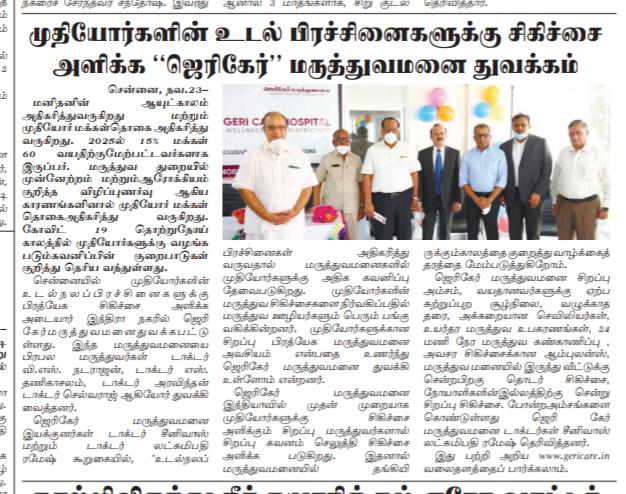 முதியோர்களின் உடல் பிரச்சினைகளுக்கு சிகிச்சை
அளிக்க “ஜெரிகேர்” மருத்துவமனை துவக்கம்
சென்னை, நவ.23–
மனிதனின் ஆயுட்காலம்
அதிகரித்துவருகிறது மற்றும்
முதியோர் மக்கள்தொகை அதிகரித்து
வருகிறது. 2025ல் 15% மக்கள்
60 வயதிற்குமேற்பட்டவர்களாக
இருப்பர். மருத்துவ துறையில்
முன்னேற்றம் மற்றும்ஆரோக்கியம்
குறித்த விழிப்புணர்வு ஆகிய
காரணங்களினால் முதியோர் மக்கள்
தொகைஅதிகரித்து வருகிறது.
கோவிட் 19 தொற்றுநோய்
காலத்தில் முதியோர்களுக்கு வழங்க
படும்கவனிப்பின் குறைபாடுகள்
குறித்து தெரிய வந்துள்ளது.
சென்னையில் முதியோர்களின்
உடல்நலப்பிரச்சினைகளுக்கு
பிரத்யேக சிகிச்சை அளிக்க
அடையார் இந்திரா நகரில் ஜெரி
கேர்மருத்துவமனைதுவக்கபட்டு
ள்ளது. இந்த மருத்துவமனையை
பிரபல மருத்துவர்கள் டாக்டர்
வி.எஸ். நடராஜன், டாக்டர் எஸ்.
தணிகாசலம், டாக்டர் அரவிந்தன்
டாக்டர் செல்வராஜ் ஆகியோர் துவக்கி
வைத்தனர்.
ஜெரிகேர் மருத்துவமனை
இயக்குனர்கள் டாக்டர் சீனிவாஸ்
மற்றும் டாக்டர் லட்சுமிபதி
ரமேஷ் கூறுகையில், “உடல்நலப்
GERI CARE HOSPITAL
பிரச்சினைகள் அதிகரித்து
வருவதால் மருத்துவமனைகளில்
முதியோர்களுக்கு அதிக கவனிப்பு
தேவைபடுகிறது. முதியோர்களின்
மருத்துவ சிகிச்சைகளை நிர்வகிப்பதில்
மருத்துவ ஊழியர்களும் பெரும் பங்கு
வகிக்கின்றனர். முதியோர்களுக்கான
சிறப்பு பிரத்யேக மருத்துவமனை
அவசியம் என்பதை உணர்ந்து
ஜெரிகேர் மருத்துவமனை துவக்கி
உள்ளோம் என்றனர்.
ஜெரிகேர் மருத்துவமனை
இந்தியாவில் முதன் முறையாக
முதியோர்களுக்கு சிகிச்சை
அளிக்கும் சிறப்பு மருத்துவர்களால்
சிறப்பு கவனம் செலுத்தி சிகிச்சை
அளிக்க படுகிறது. இதனால்
மருத்துவமனையில் தங்கியி
ருக்கும்காலத்தைகுறைத்துவாழ்க்கைத்
தரத்தை மேம்படுத்துகிறோம்.
ஜெரிகேர் மருத்துவமனை சிறப்பு
அம்சம், வயதானவர்களுக்கு ஏற்ப
சுற்றுப்புற சூழ்நிலை, வழுக்காத
தரை, அக்கறையான செவிலியர்கள்,
உயர்தர மருத்துவ உபகரணங்கள், 24
மணி நேர மருத்துவ கண்காணிப்பு ,
அவசர சிகிச்சைக்கான ஆம்புலன்ஸ்,
மருத்துவ மனையில் இருந்து வீட்டுக்கு
சென்றபிறகு தொடர் சிகிச்சை,
நோயாளிகளின்இல்லத்திற்கு சென்று
சிறப்பு சிகிச்சை. போன்றஅம்சங்களை
கொண்டுள்ளது ஜெரி கேர்
மருத்துவமனை டாக்டர்கள் சீனிவாஸ்
லட்சுமிபதி ரமேஷ் தெரிவித்தனர்.
இது பற்றி அறிய www.gericare.in
வலைதளத்தைப் பார்க்கலாம்.